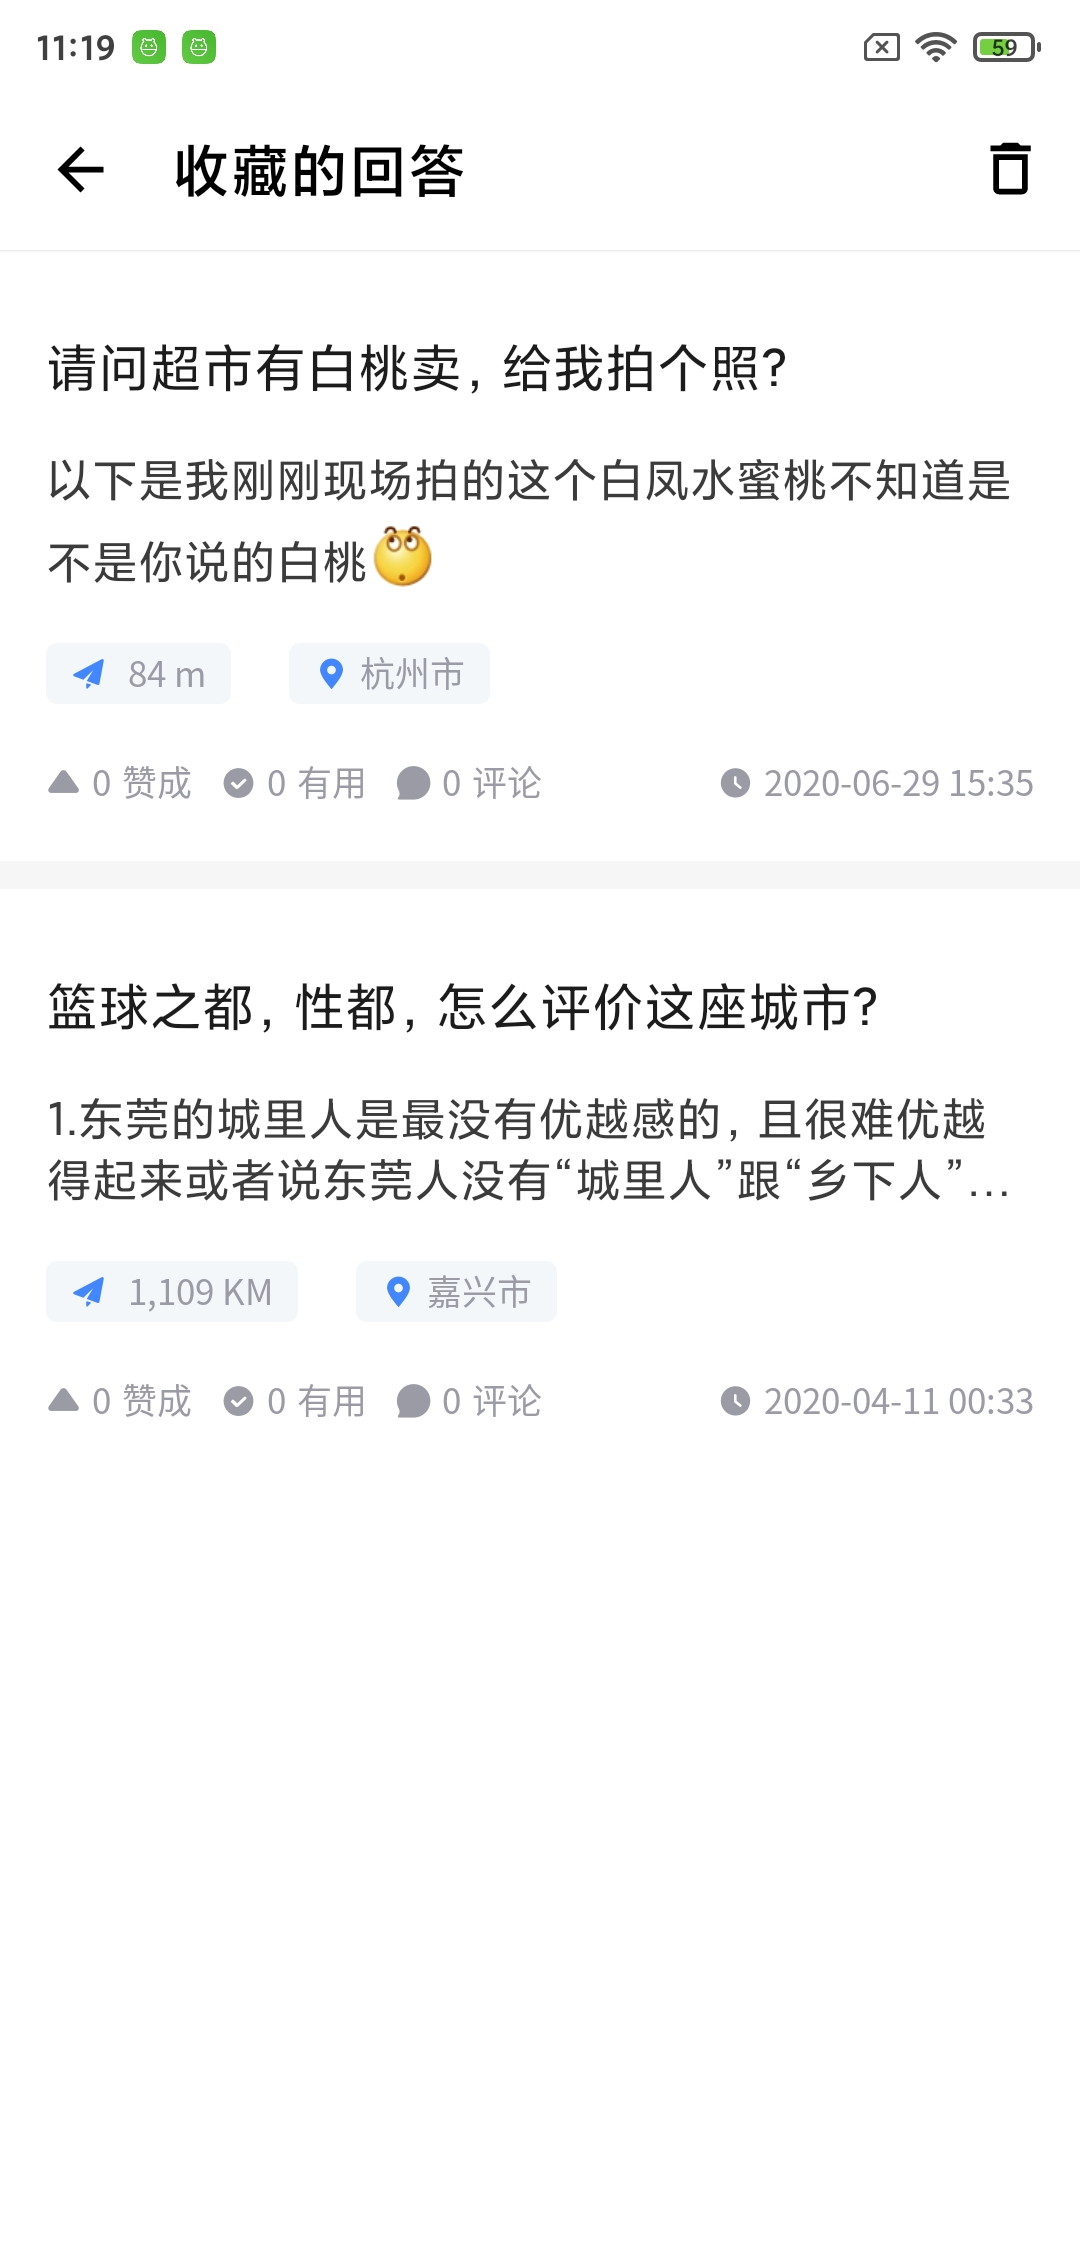 11:19
59
收藏的回答
请问超市有白桃卖，给我拍个照?
以下是我刚刚现场拍的这个白凤水蜜桃不知道是
不是你说的白桃
84 m
杭州市
0 赞成
0 有用
0 评论
2020-06-29 15:35
篮球之都，性都，怎么评价这座城市?
1.东莞的城里人是最没有优越感的，且很难优越
得起来或者说东莞人没有“城里人”跟“乡下人”...
1,109 KM
嘉兴市
0 赞成
0 有用
0 评论
2020-04-11 00:33